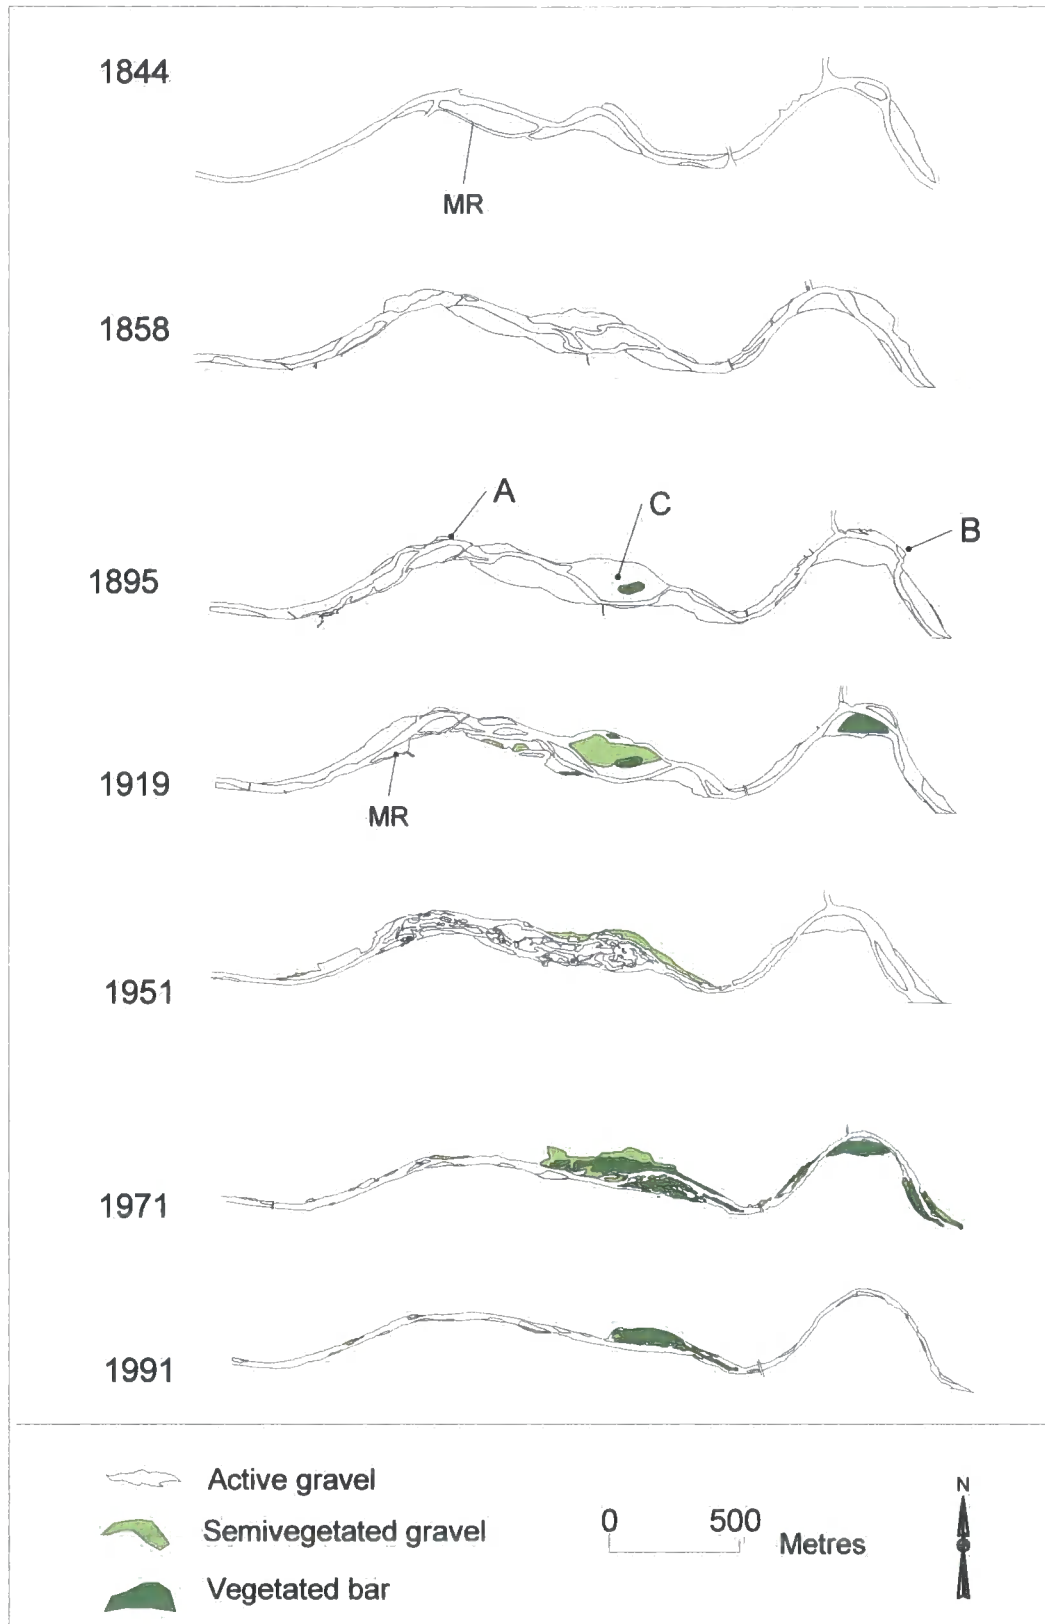 1844
MR
1858
A
C
B
1895
1919
MR
1951
1971
1991
Active gravel
Semivegetated gravel
Vegetated bar
0 500 Metres
N